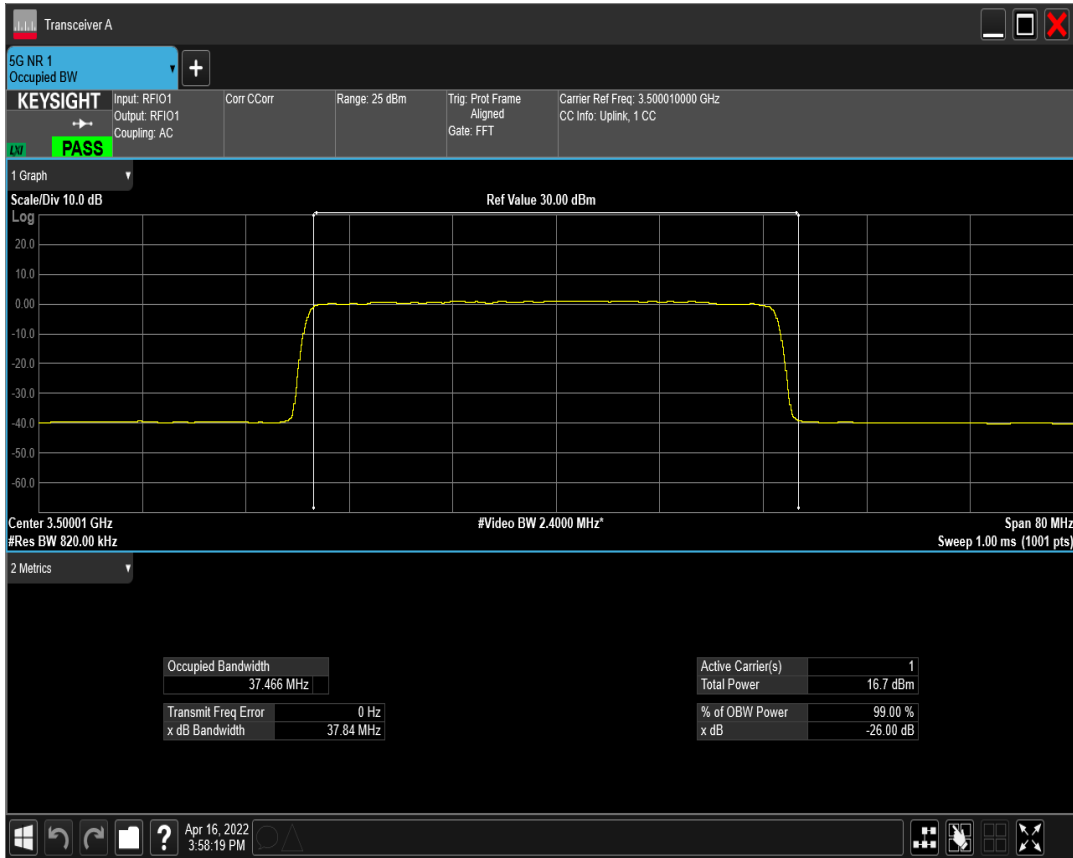 Transceiver A
5G NR 1
Occupied BW
KEYSIGHT
LXI
PASS
Input: RFIO1
Output: RFIO1
Coupling: AC
Corr CCorr
Range: 25 dBm
Trig: Prot Frame
Aligned
Gate: FFT
Carrier Ref Freq: 3.500010000 GHz
CC Info: Uplink, 1 CC
1 Graph
Scale/Div 10.0 dB
Ref Value 30.00 dBm
Log
20.0
10.0
0.00
-10.0
-20.0
-30.0
-40.0
-50.0
-60.0
Center 3.50001 GHz
#Video BW 2.4000 MHz*
Span 80 MHz
#Res BW 820.00 kHz
Sweep 1.00 ms (1001 pts)
2 Metrics
Occupied Bandwidth
37.466 MHz
Transmit Freq Error 0 Hz
x dB Bandwidth 37.84 MHz
Active Carrier(s) 1
Total Power 16.7 dBm
% of OBW Power 99.00 %
x dB -26.00 dB
?
Apr 16, 2022
3:58:19 PM